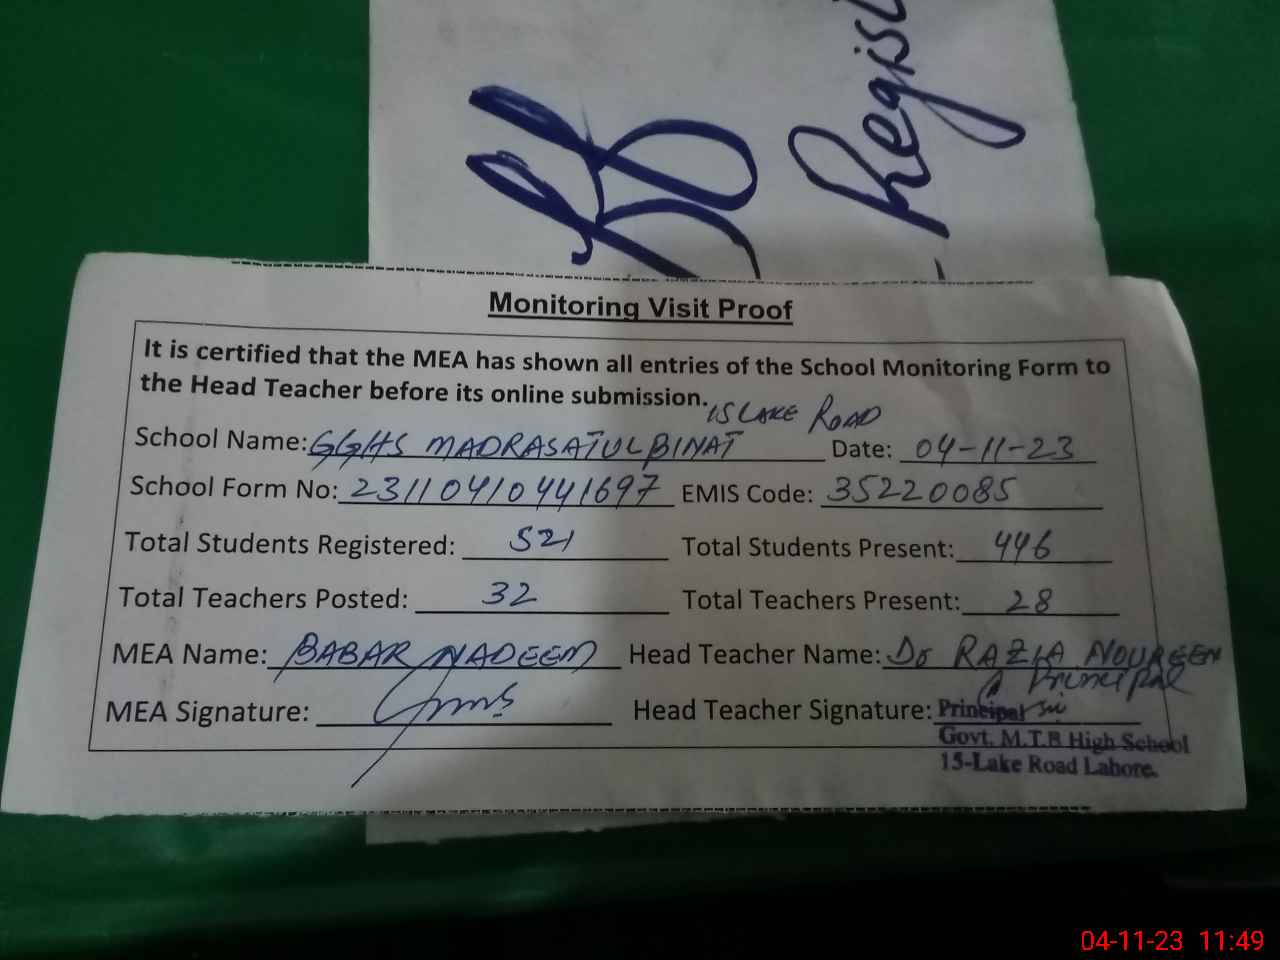 Regist
Monitoring Visit Proof
It is certified that the MEA has shown all entries of the School Monitoring Form to
the Head Teacher before its online submission.
15 LAKE ROAD
School Name: GGHS MADRASATULBINAT Date: 04-11-23
School Form No: 23110410441697 EMIS Code: 35220085
Total Students Registered: 521 Total Students Present: 446
Total Teachers Posted: 32 Total Teachers Present: 28
MEA Name: BABAR NADEEM Head Teacher Name: Dr RAZIA NOUREEN
Principal
MEA Signature: Head Teacher Signature: Principal
Govt. M.T.B High School
15-Lake Road Lahore.
04-11-23 11:49